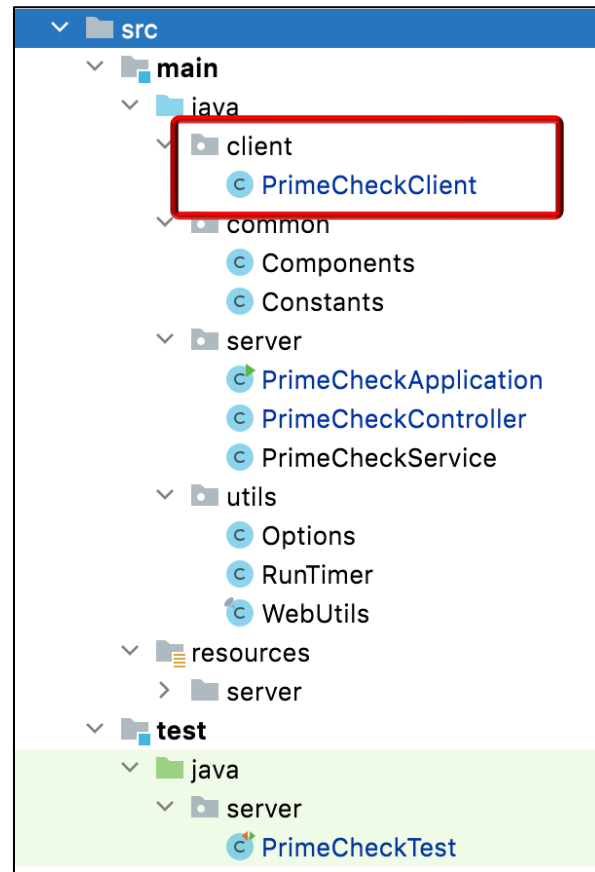 src
main
java
client
C PrimeCheckClient
common
C Components
C Constants
server
C PrimeCheckApplication
C PrimeCheckController
C PrimeCheckService
utils
C Options
C RunTimer
C WebUtils
resources
server
test
java
server
C PrimeCheckTest